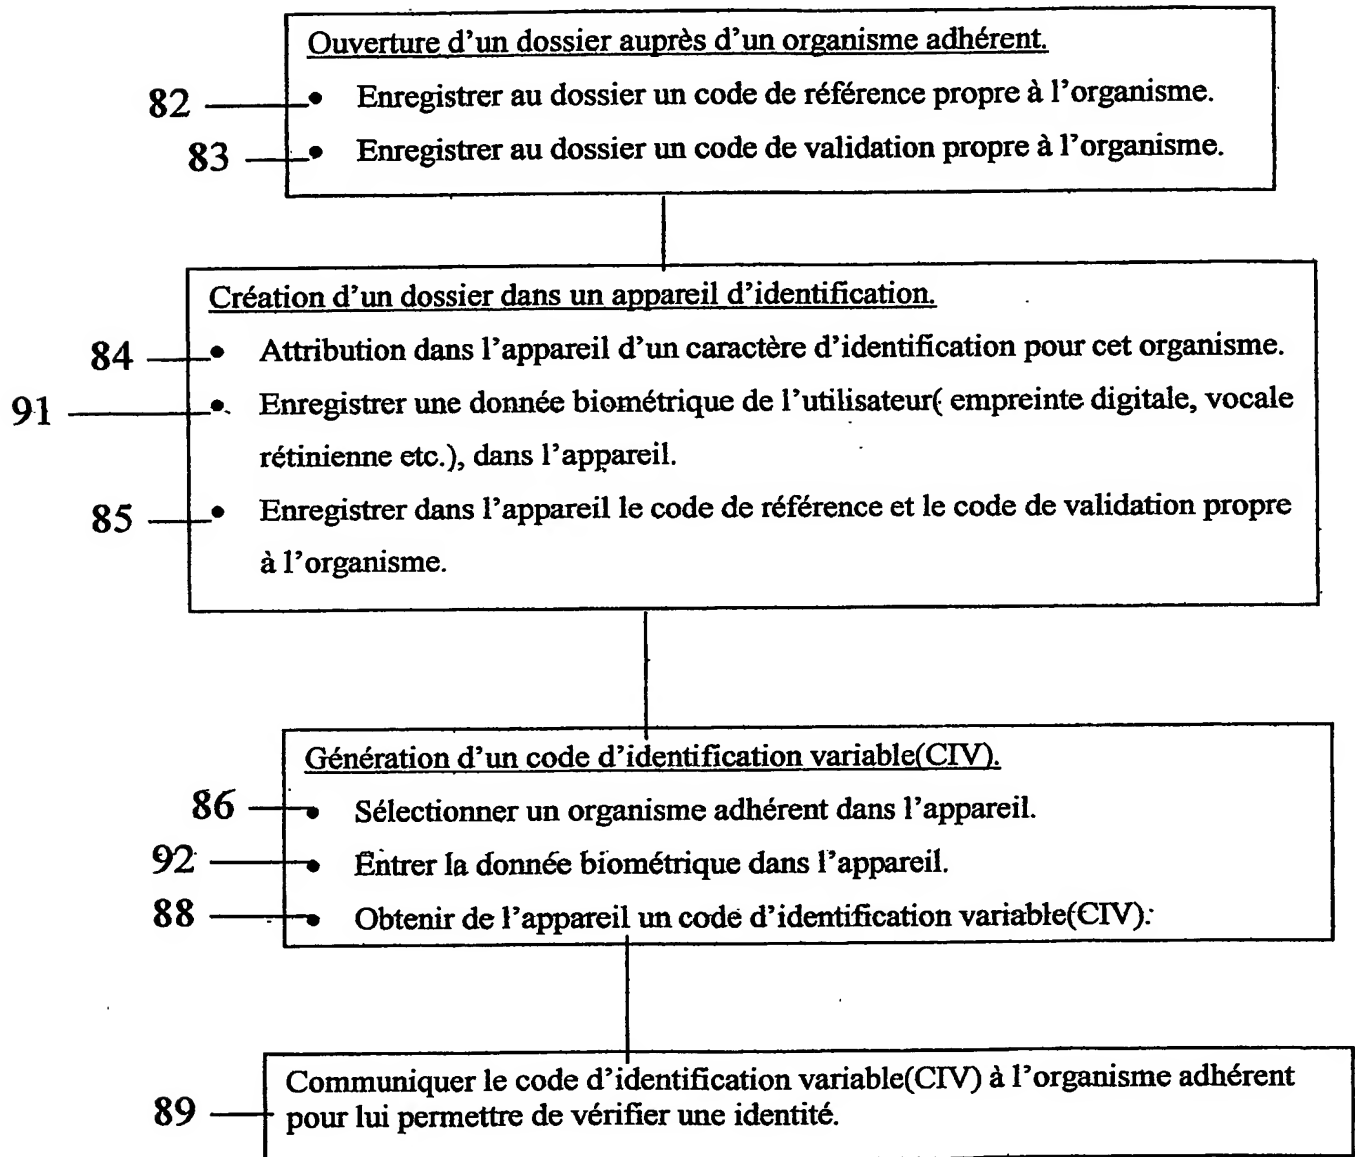 Ouverture d'un dossier auprès d'un organisme adhérent.
82 • Enregistrer au dossier un code de référence propre à l'organisme.
83 • Enregistrer au dossier un code de validation propre à l'organisme.
Création d'un dossier dans un appareil d'identification.
84 • Attribution dans l'appareil d'un caractère d'identification pour cet organisme.
91 • Enregistrer une donnée biométrique de l'utilisateur( empreinte digitale, vocale
rétinienne etc.), dans l'appareil.
85 • Enregistrer dans l'appareil le code de référence et le code de validation propre
à l'organisme.
Génération d'un code d'identification variable(CIV).
86 • Sélectionner un organisme adhérent dans l'appareil.
92 • Entrer la donnée biométrique dans l'appareil.
88 • Obtenir de l'appareil un code d'identification variable(CIV).
Communiquer le code d'identification variable(CIV) à l'organisme adhérent
89 pour lui permettre de vérifier une identité.